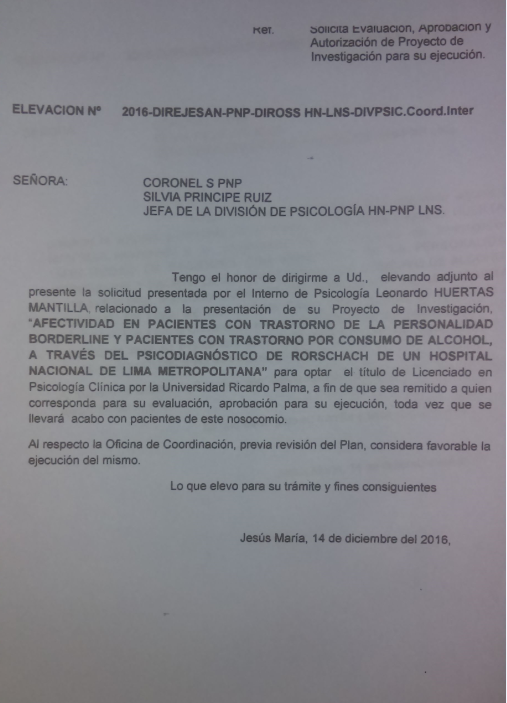 Ref. Solicita Evaluación, Aprobación y
Autorización de Proyecto de
Investigación para su ejecución.
ELEVACION Nº 2016-DIREJESAN-PNP-DIROSS HN-LNS-DIVPSIC.Coord.Inter
SEÑORA: CORONEL S PNP
SILVIA PRINCIPE RUIZ
JEFA DE LA DIVISIÓN DE PSICOLOGÍA HN-PNP LNS.
Tengo el honor de dirigirme a Ud., elevando adjunto al
presente la solicitud presentada por el Interno de Psicología Leonardo HUERTAS
MANTILLA relacionado a la presentación de su Proyecto de Investigación.
"AFECTIVIDAD EN PACIENTES CON TRASTORNO DE LA PERSONALIDAD
BORDERLINE Y PACIENTES CON TRASTORNO POR CONSUMO DE ALCOHOL,
A TRAVÉS DEL PSICODIAGNÓSTICO DE RORSCHACH DE UN HOSPITAL
NACIONAL DE LIMA METROPOLITANA" para optar el título de Licenciado en
Psicología Clínica por la Universidad Ricardo Palma, a fin de que sea remitido a quien
corresponda para su evaluación, aprobación para su ejecución, toda vez que se
llevará acabo con pacientes de este nosocomio.
Al respecto la Oficina de Coordinación, previa revisión del Plan, considera favorable la
ejecución del mismo.
Lo que elevo para su trámite y fines consiguientes
Jesús María, 14 de diciembre del 2016,